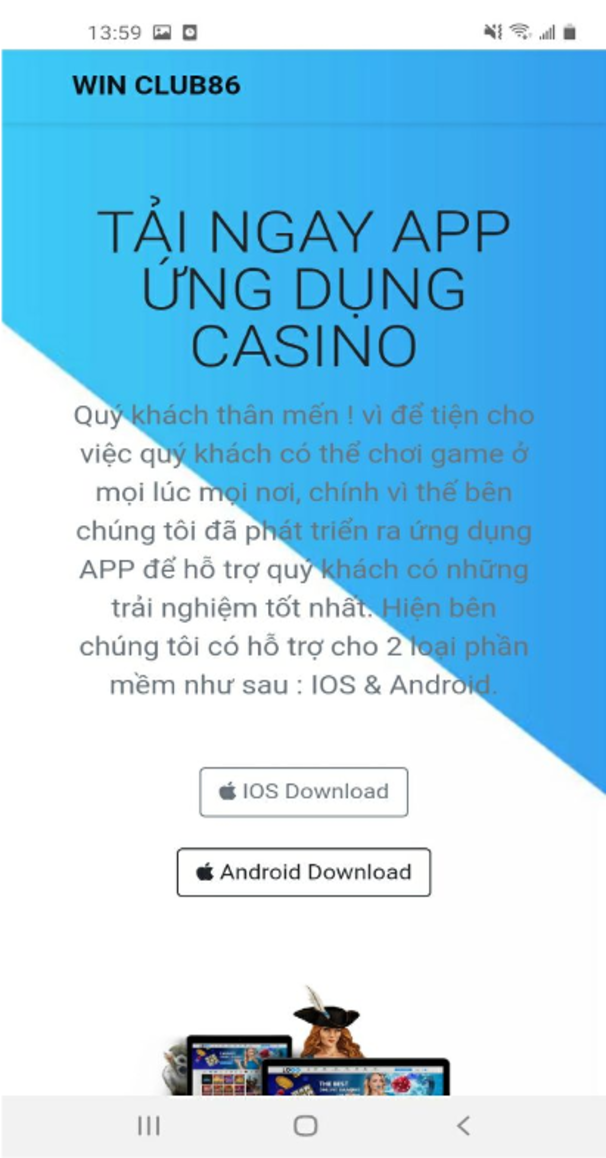 13:59
WIN CLUB86
TẢI NGAY APP
ỨNG DỤNG
CASINO
Quý khách thân mến ! vì để tiện cho
việc quý khách có thể chơi game ở
mọi lúc mọi nơi, chính vì thế bên
chúng tôi đã phát triển ra ứng dụng
APP để hỗ trợ quý khách có những
trải nghiệm tốt nhất. Hiện bên
chúng tôi có hỗ trợ cho 2 loại phần
mềm như sau : IOS & Android.
IOS Download
Android Download
THE BEST